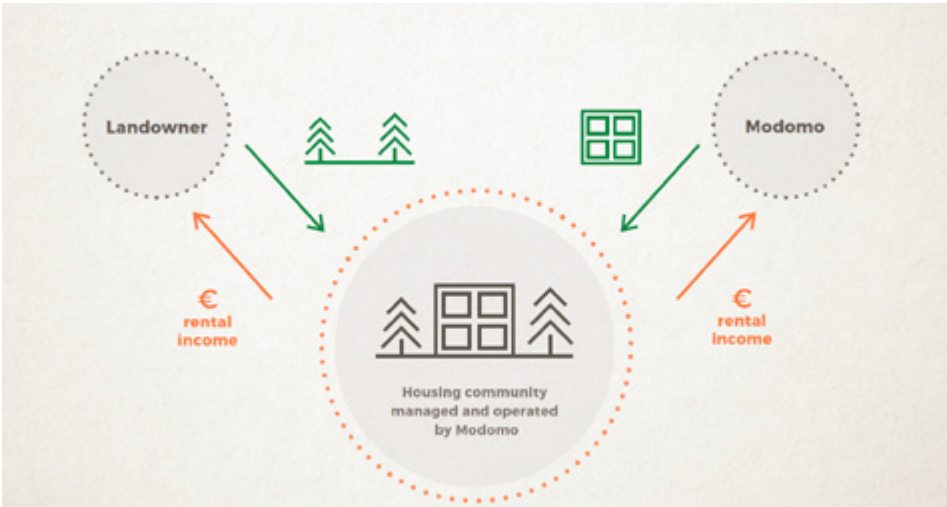 Landowner
Modomo
€
rental
income
€
rental
income
Housing community
managed and operated
by Modomo